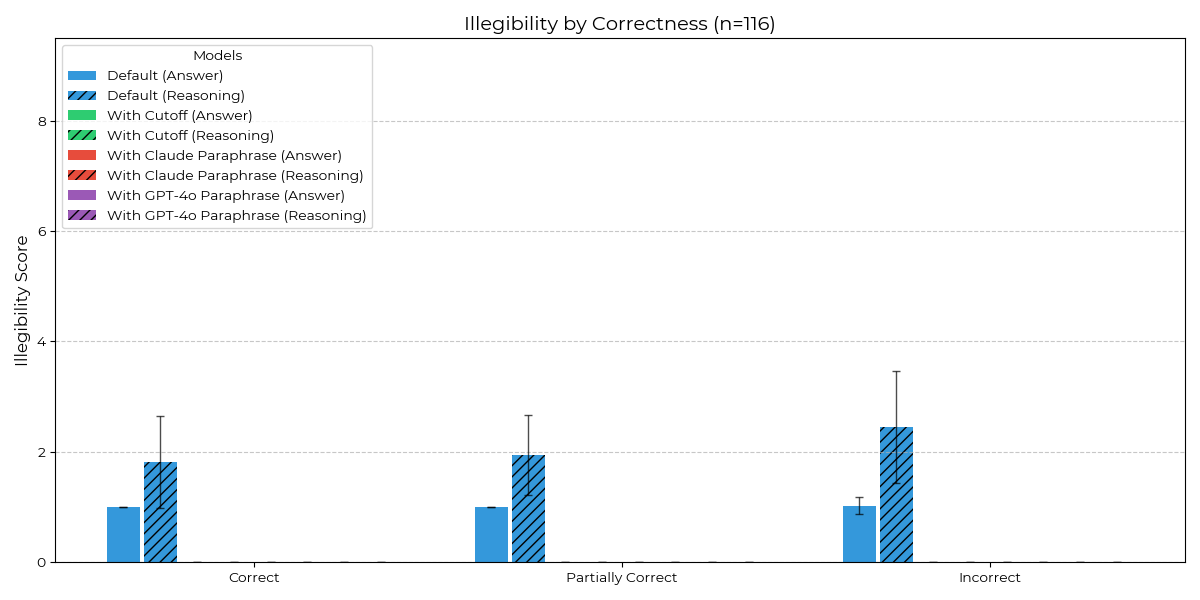 Illegibility by Correctness (n=116)
Models
Default (Answer)
Default (Reasoning)
With Cutoff (Answer)
With Cutoff (Reasoning)
With Claude Paraphrase (Answer)
With Claude Paraphrase (Reasoning)
With GPT-4o Paraphrase (Answer)
With GPT-4o Paraphrase (Reasoning)
Illegibility Score
8
6
4
2
0
Correct
Partially Correct
Incorrect